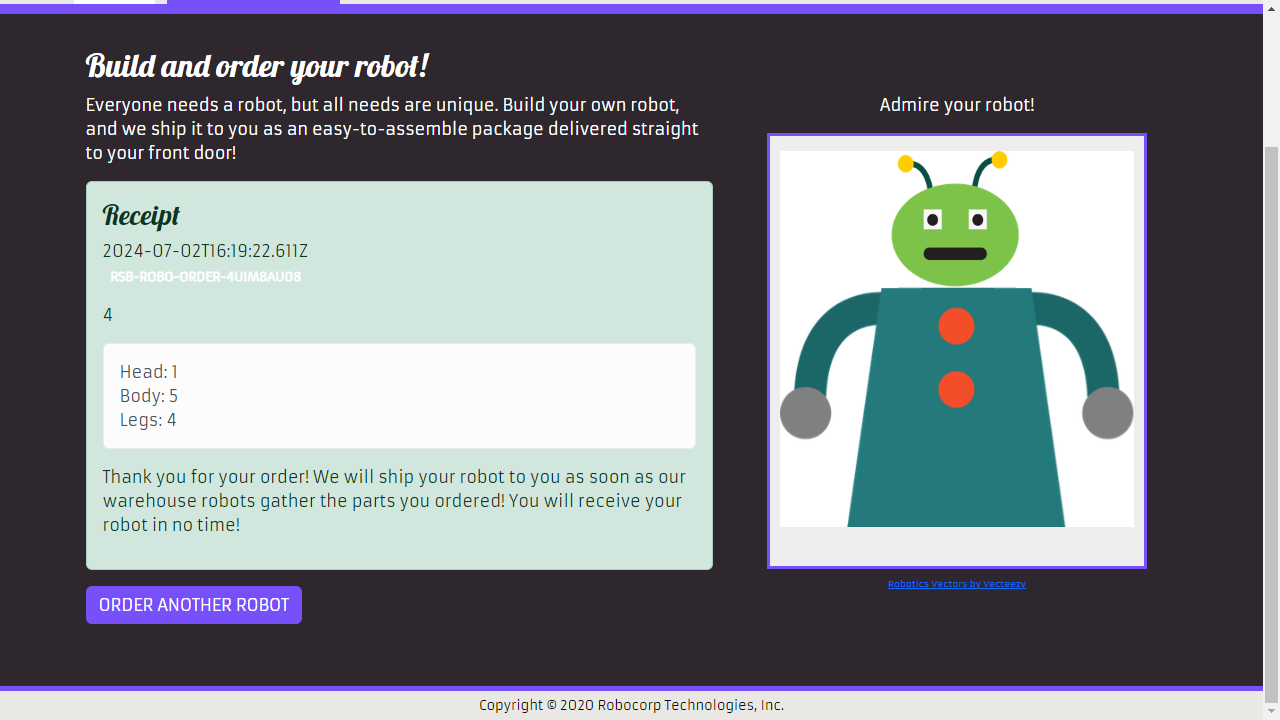 Build and order your robot!
Everyone needs a robot, but all needs are unique. Build your own robot,
and we ship it to you as an easy-to-assemble package delivered straight
to your front door!
Receipt
2024-07-02T16:19:22.611Z
RSB-ROBO-ORDER-4UIM8AUO8
4
Head: 1
Body: 5
Legs: 4
Thank you for your order! We will ship your robot to you as soon as our
warehouse robots gather the parts you ordered! You will receive your
robot in no time!
ORDER ANOTHER ROBOT
Admire your robot!
Robotics Vectors by Vecteezy
Copyright © 2020 Robocorp Technologies, Inc.